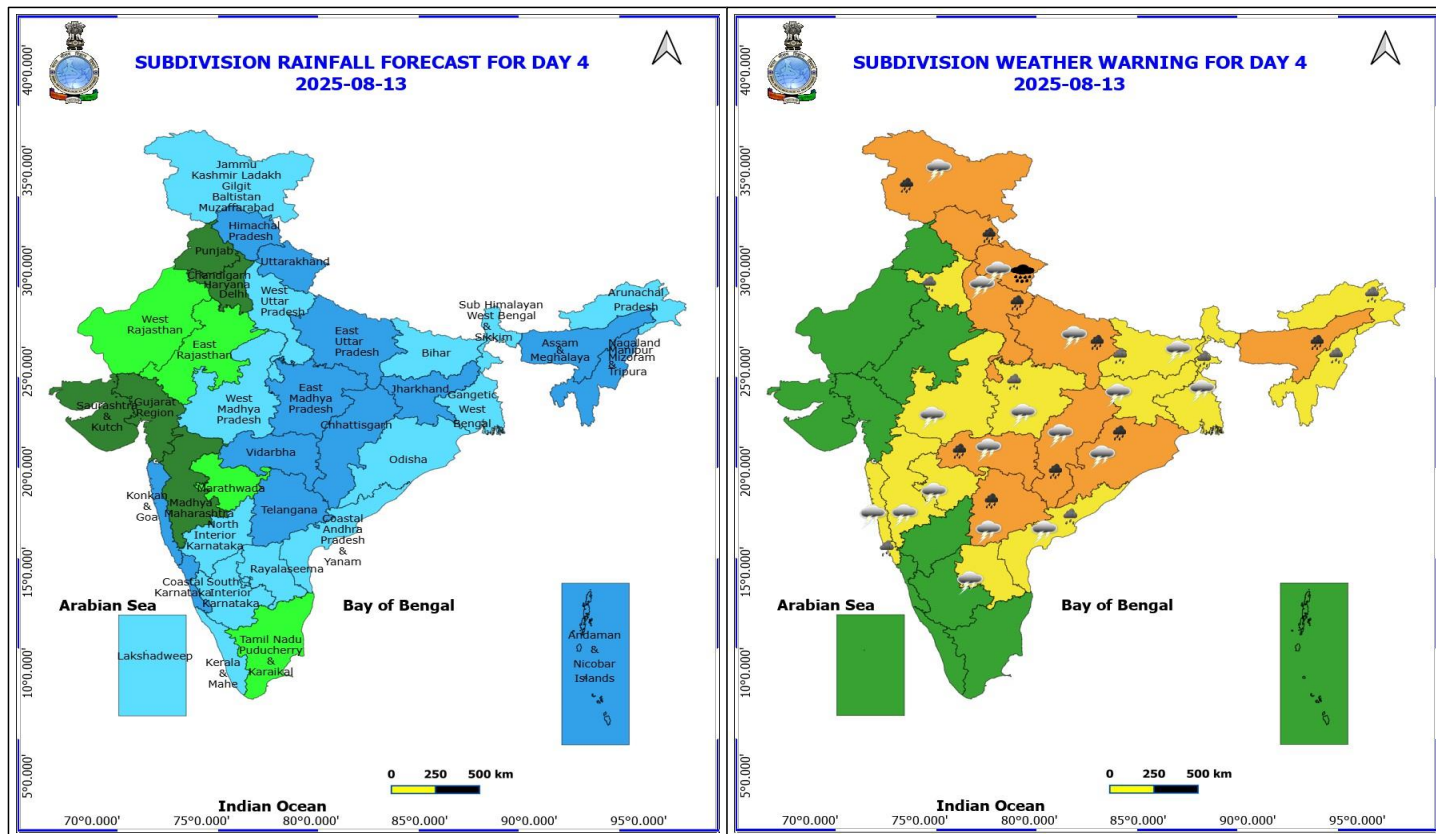 SUBDIVISION RAINFALL FORECAST FOR DAY 4
2025-08-13
40°0.000'
35°0.000'
30°0.000'
25°0.000'
20°0.000'
15°0.000'
10°0.000'
5°0.000'
Jammu
Kashmir Ladakh
Gilgit
Baltistan
Muzaffarabad
Himachal
Pradesh
Punjab
Uttarakhand
Chandigarh
Haryana
Delhi
West
Uttar
Pradesh
West
Rajasthan
East
Rajasthan
East
Uttar
Pradesh
Bihar
Sub Himalayan
West Bengal
&
Sikkim
Arunachal
Pradesh
Assam
&
Meghalaya
Nagaland
Manipur
Mizoram
&
Tripura
Saurashtra
&
Kutch
Gujarat
Region
West
Madhya
Pradesh
East
Madhya
Pradesh
Jharkhand
Gangetic
West
Bengal
Chhattisgarh
Odisha
Vidarbha
Konkan
&
Goa
Madhya
Maharashtra
Marathwada
Telangana
North
Interior
Karnataka
Coastal
Andhra
Pradesh
&
Yanam
Rayalaseema
Coastal
Karnataka
South
Interior
Karnataka
Arabian Sea
Bay of Bengal
Lakshadweep
Kerala
&
Mahe
Tamil Nadu
Puducherry
&
Karaikal
Andaman
&
Nicobar
Islands
0 250 500 km
Indian Ocean
70°0.000' 75°0.000' 80°0.000' 85°0.000' 90°0.000' 95°0.000'
SUBDIVISION WEATHER WARNING FOR DAY 4
2025-08-13
40°0.000'
35°0.000'
30°0.000'
25°0.000'
20°0.000'
15°0.000'
10°0.000'
5°0.000'
Arabian Sea
Bay of Bengal
0 250 500 km
Indian Ocean
70°0.000' 75°0.000' 80°0.000' 85°0.000' 90°0.000' 95°0.000'